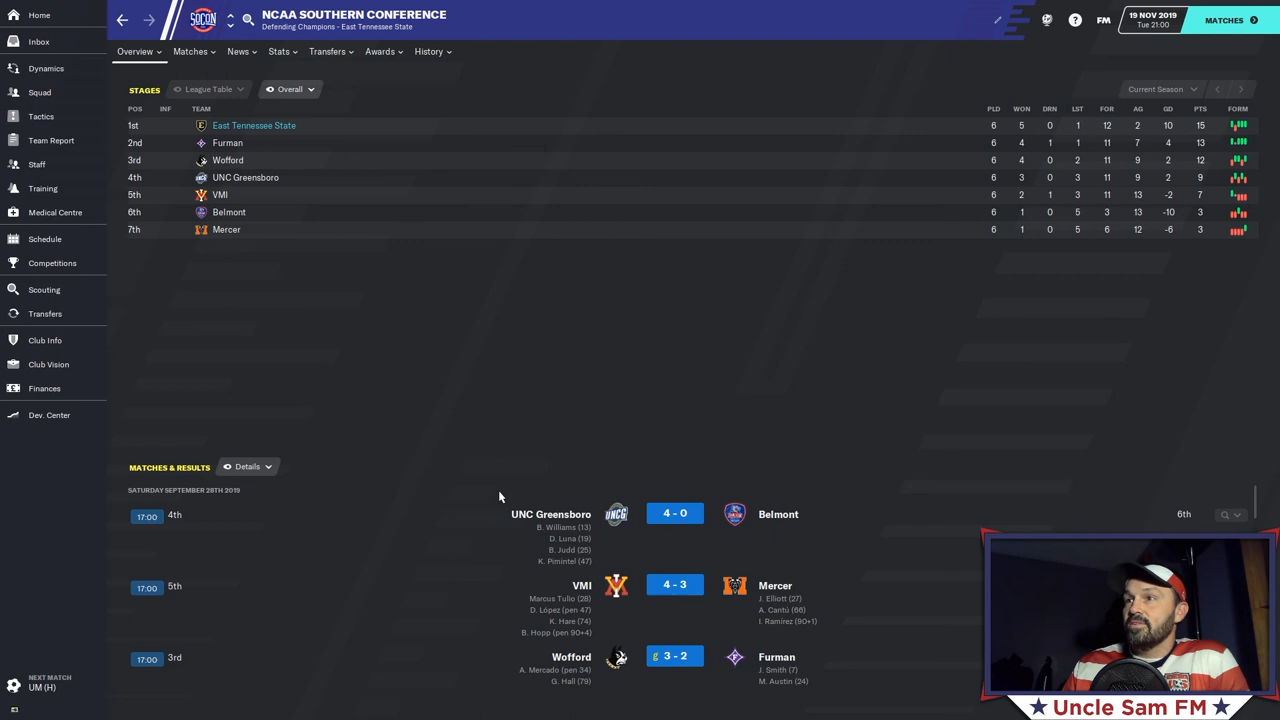 Home
NCAA SOUTHERN CONFERENCE
Defending Champions - East Tennessee State
FM
19 NOV 2019
Tue 21:00
MATCHES
Inbox
Dynamics
Squad
Tactics
Team Report
Staff
Training
Medical Centre
Schedule
Competitions
Scouting
Transfers
Club Info
Club Vision
Finances
Dev. Center
NEXT MATCH
UM (H)
Overview Matches News Stats Transfers Awards History
STAGES League Table Overall Current Season
POS INF TEAM PLD WON DRN LST FOR AG GD PTS FORM
1st East Tennessee State 6 5 0 1 12 2 10 15
2nd Furman 6 4 1 1 11 7 4 13
3rd Wofford 6 4 0 2 11 9 2 12
4th UNC Greensboro 6 3 0 3 11 9 2 9
5th VMI 6 2 1 3 11 13 -2 7
6th Belmont 6 1 0 5 3 13 -10 3
7th Mercer 6 1 0 5 6 12 -6 3
MATCHES & RESULTS Details
SATURDAY SEPTEMBER 28TH 2019
17:00 4th UNC Greensboro UNCG 4 - 0 Belmont 6th
B. Williams (13)
D. Luna (19)
B. Judd (25)
K. Pimintel (47)
17:00 5th VMI 4 - 3 Mercer
Marcus Tulio (28) J. Elliott (27)
D. López (pen 47) A. Cantú (66)
K. Hare (74) I. Ramírez (90+1)
B. Hopp (pen 90+4)
17:00 3rd Wofford g 3 - 2 Furman
A. Mercado (pen 34) J. Smith (7)
G. Hall (79) M. Austin (24)
Uncle Sam FM